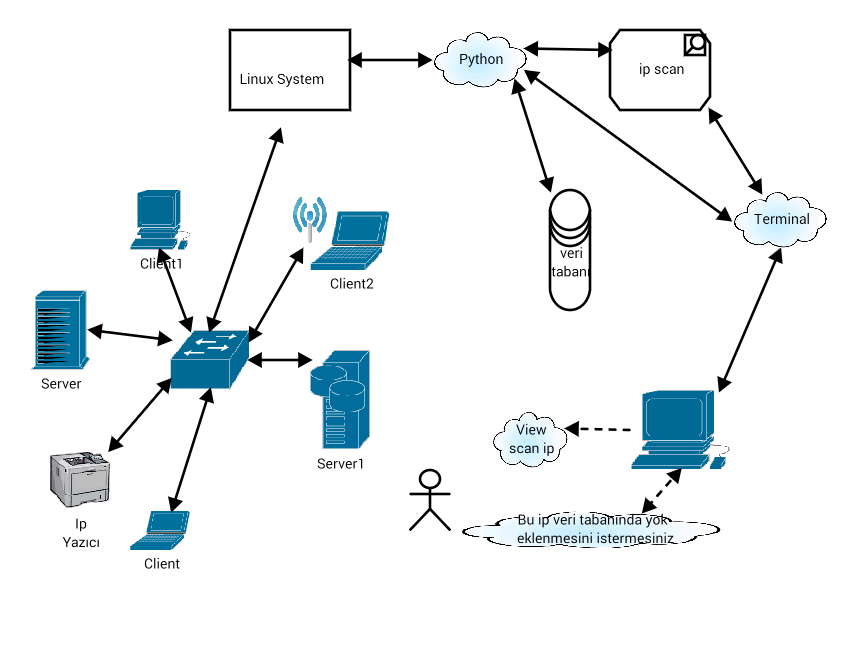 Linux System
Python
ip scan
Client1
Client2
veri
tabanı
Terminal
Server
Server1
View
scan ip
Ip
Yazıcı
Client
Bu ip veri tabanında yok
eklenmesini istermesiniz